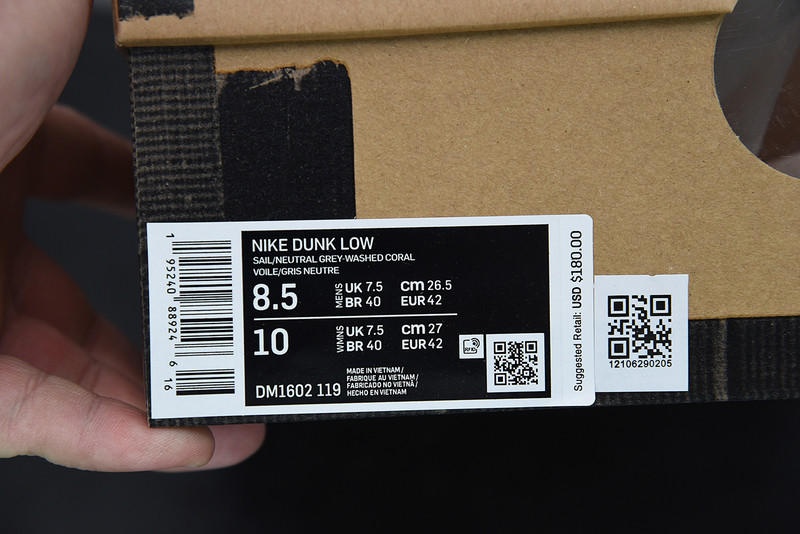 NIKE DUNK LOW
SAIL/NEUTRAL GREY-WASHED CORAL
VOILE/GRIS NEUTRE
8.5
MENS
UK 7.5 cm 26.5
BR 40 EUR 42
10
WMNS
UK 7.5 cm 27
BR 40 EUR 42
RFID
DM1602 119
MADE IN VIETNAM /
FABRIQUE AU VIETNAM /
FABRICADO NO VIETNÃ /
HECHO EN VIETNAM
1 95240 88924 6 16
Suggested Retail: USD $180.00
12106290205